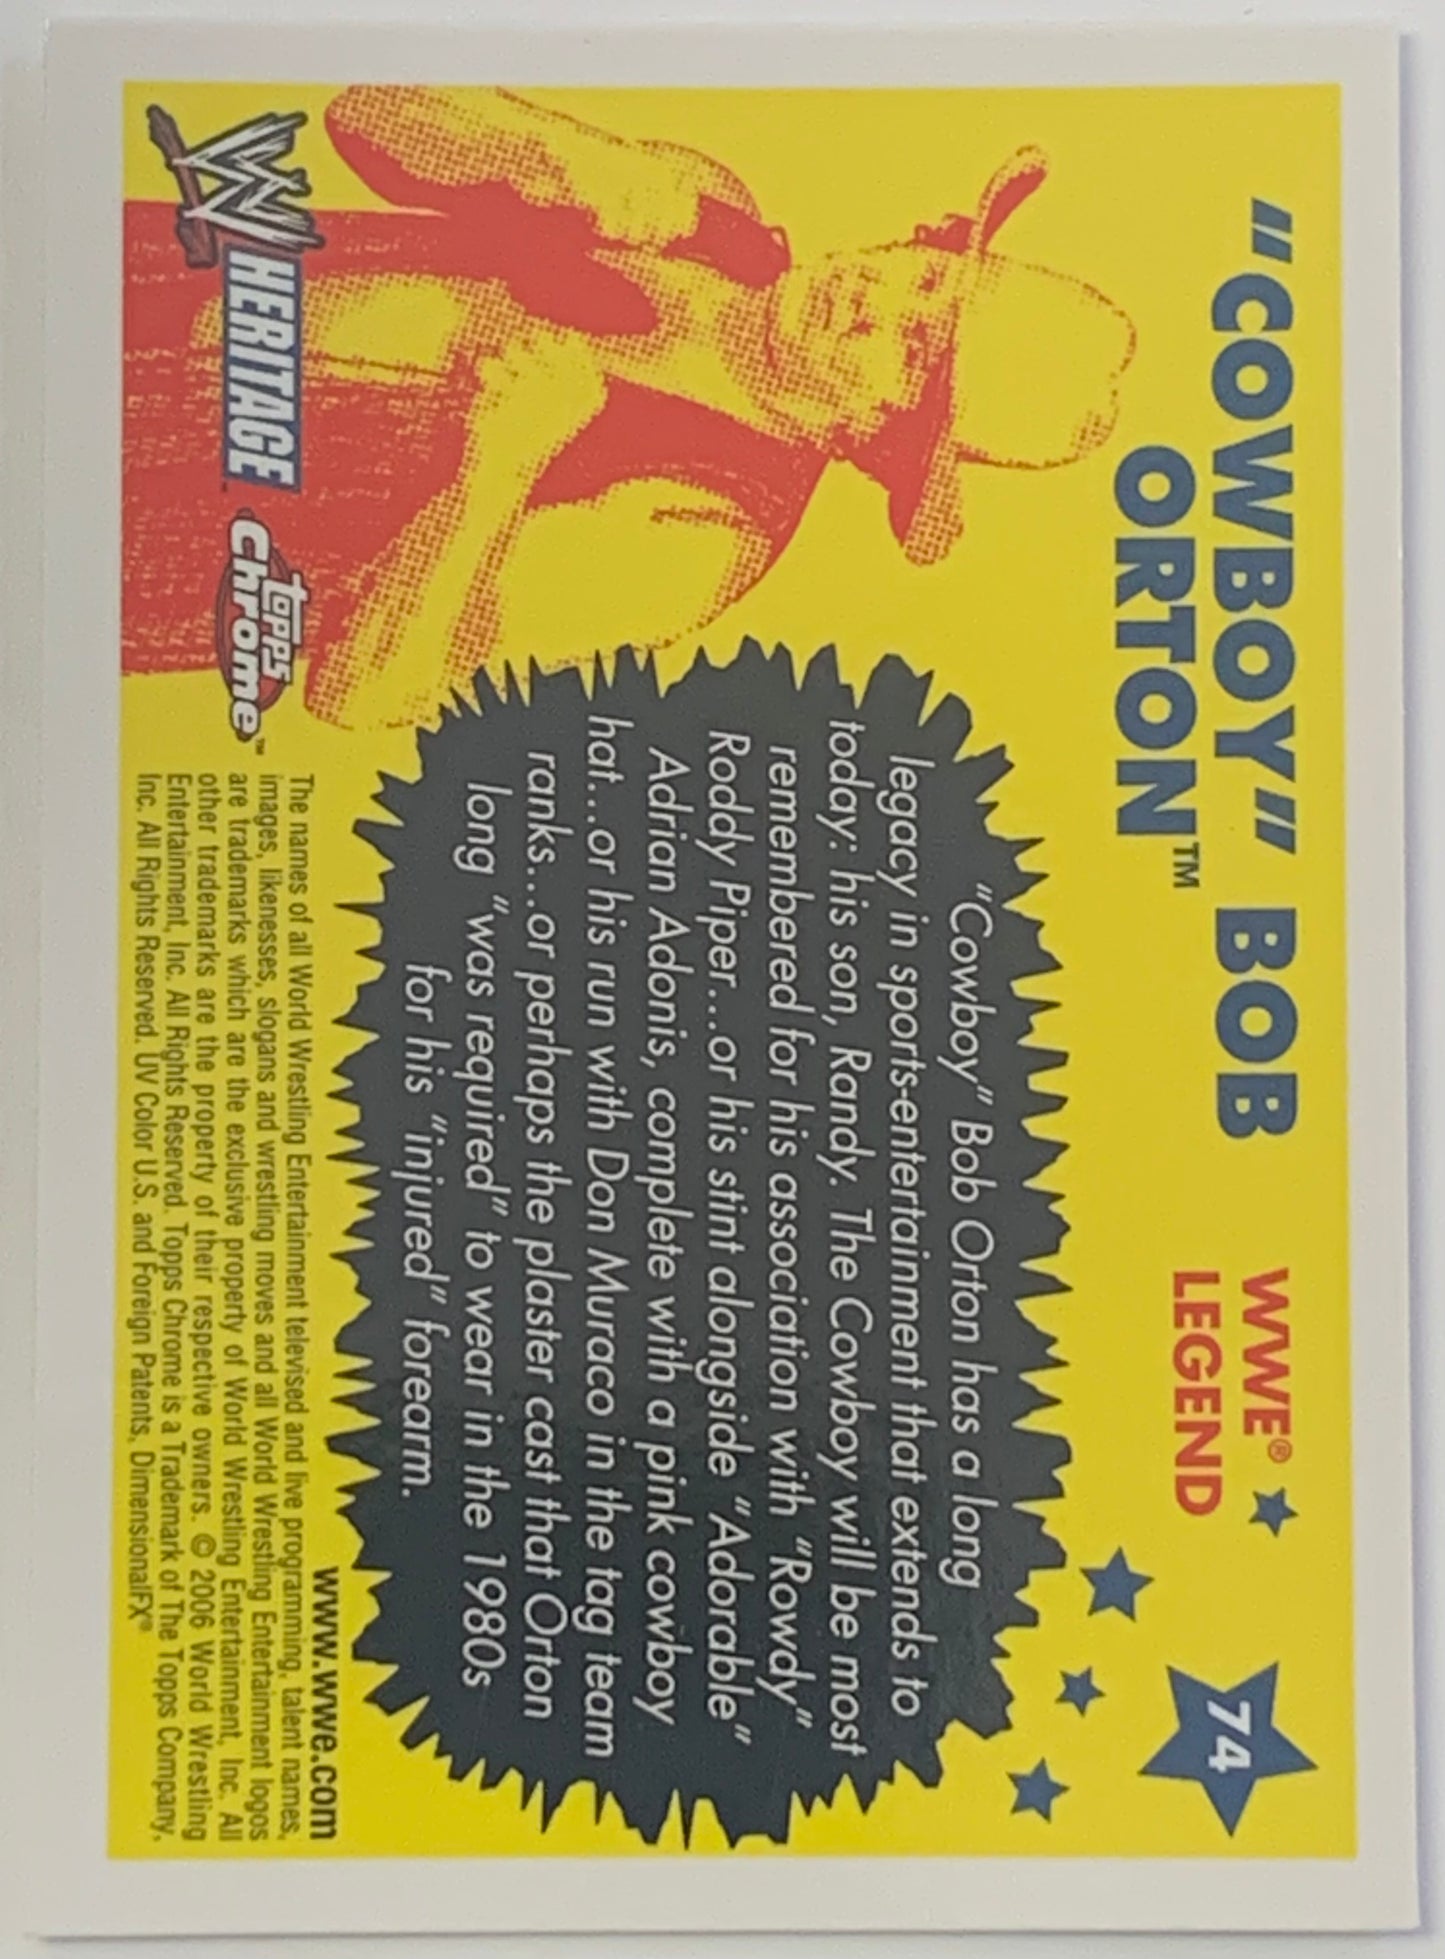 "COWBOY" BOB
ORTON™
WWE®
LEGEND
74
"Cowboy" Bob Orton has a long
legacy in sports-entertainment that extends to
today: his son, Randy. The Cowboy will be most
remembered for his association with "Rowdy"
Roddy Piper...or his stint alongside "Adorable"
Adrian Adonis, complete with a pink cowboy
hat...or his run with Don Muraco in the tag team
ranks...or perhaps the plaster cast that Orton
long "was required" to wear in the 1980s
for his "injured" forearm.
W HERITAGE™
topps
chrome™
www.wwe.com
The names of all World Wrestling Entertainment televised and live programming, talent names,
images, likenesses, slogans and wrestling moves and all World Wrestling Entertainment logos
are trademarks which are the exclusive property of World Wrestling Entertainment, Inc. All
other trademarks are the property of their respective owners. © 2006 World Wrestling
Entertainment, Inc. All Rights Reserved. Topps Chrome is a Trademark of The Topps Company,
Inc. All Rights Reserved. UV Color U.S. and Foreign Patents, DimensionalFX®